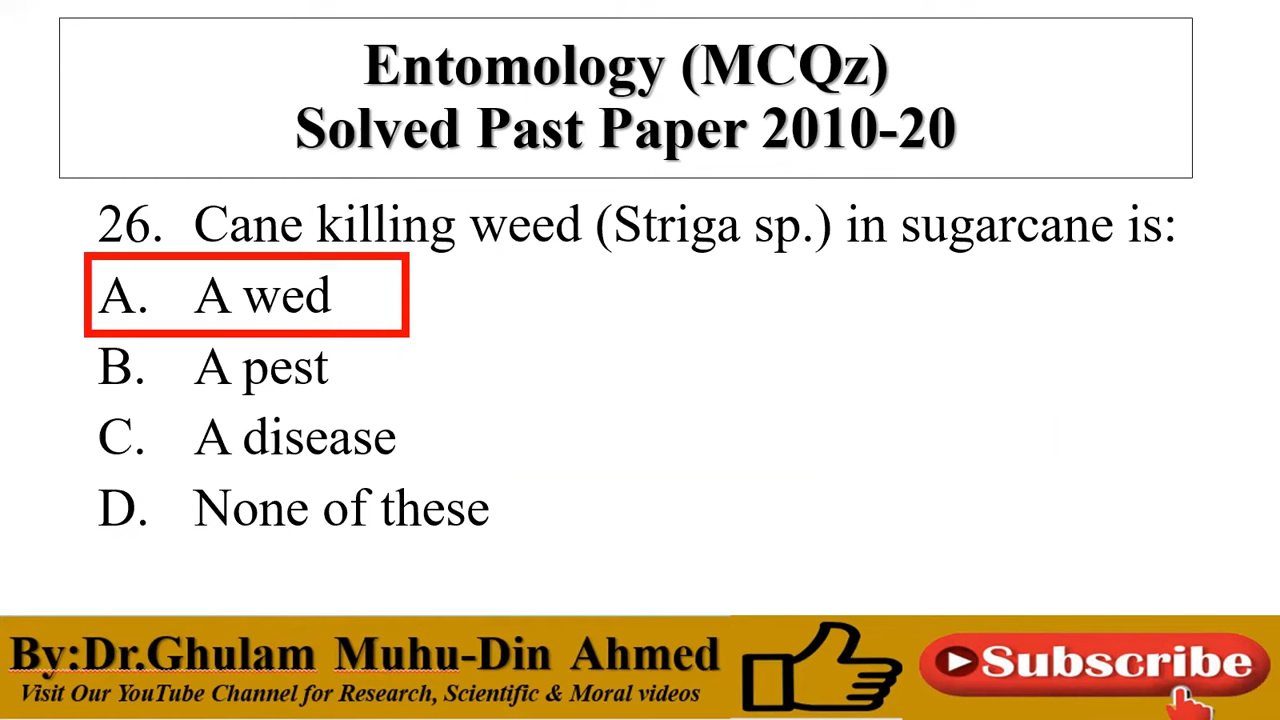 Entomology (MCQz)
Solved Past Paper 2010-20
26. Cane killing weed (Striga sp.) in sugarcane is:
A. A wed
B. A pest
C. A disease
D. None of these
By:Dr.Ghulam Muhu-Din Ahmed
Visit Our YouTube Channel for Research, Scientific & Moral videos
Subscribe